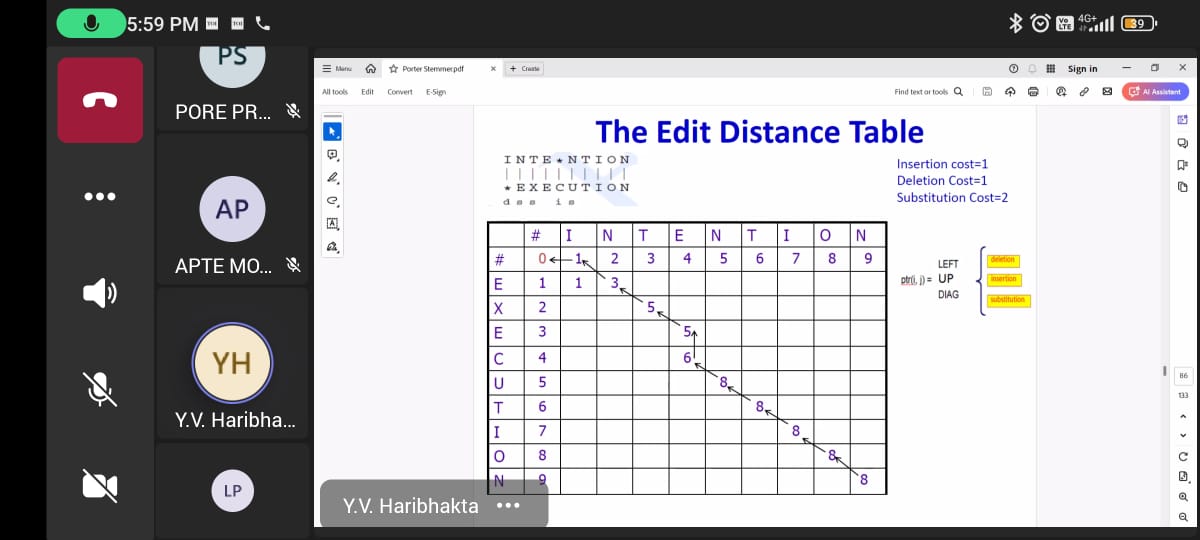 5:59 PM
4G+
Vo LTE
39
PS
PORE PR...
AP
APTE MO...
YH
Y.V. Haribha...
LP
Menu
Porter Stemmer.pdf
× + Create
Sign in
All tools Edit Convert E-Sign
Find text or tools
AI Assistant
The Edit Distance Table
I N T E * N T I O N
| | | | | | | | | |
* E X E C U T I O N
d s s i s
Insertion cost=1
Deletion Cost=1
Substitution Cost=2
# I N T E N T I O N
# 0 1 2 3 4 5 6 7 8 9
E 1 1 3
X 2 5
E 3 5
C 4 6
U 5 8
T 6 8
I 7 8
O 8 8
N 9 8
ptr(i, j)=
LEFT deletion
UP insertion
DIAG substitution
86
133
Y.V. Haribhakta